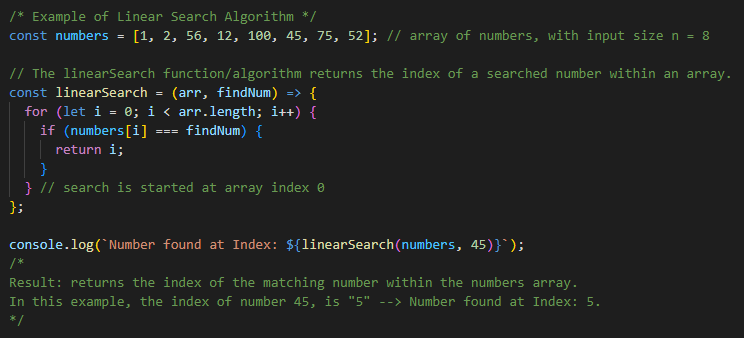 /* Example of Linear Search Algorithm */
const numbers = [1, 2, 56, 12, 100, 45, 75, 52]; // array of numbers, with input size n = 8

// The linearSearch function/algorithm returns the index of a searched number within an array.
const linearSearch = (arr, findNum) => {
  for (let i = 0; i < arr.length; i++) {
    if (numbers[i] === findNum) {
      return i;
    }
  } // search is started at array index 0
};

console.log(`Number found at Index: ${linearSearch(numbers, 45)}`);
/*
Result: returns the index of the matching number within the numbers array.
In this example, the index of number 45, is "5" --> Number found at Index: 5.
*/